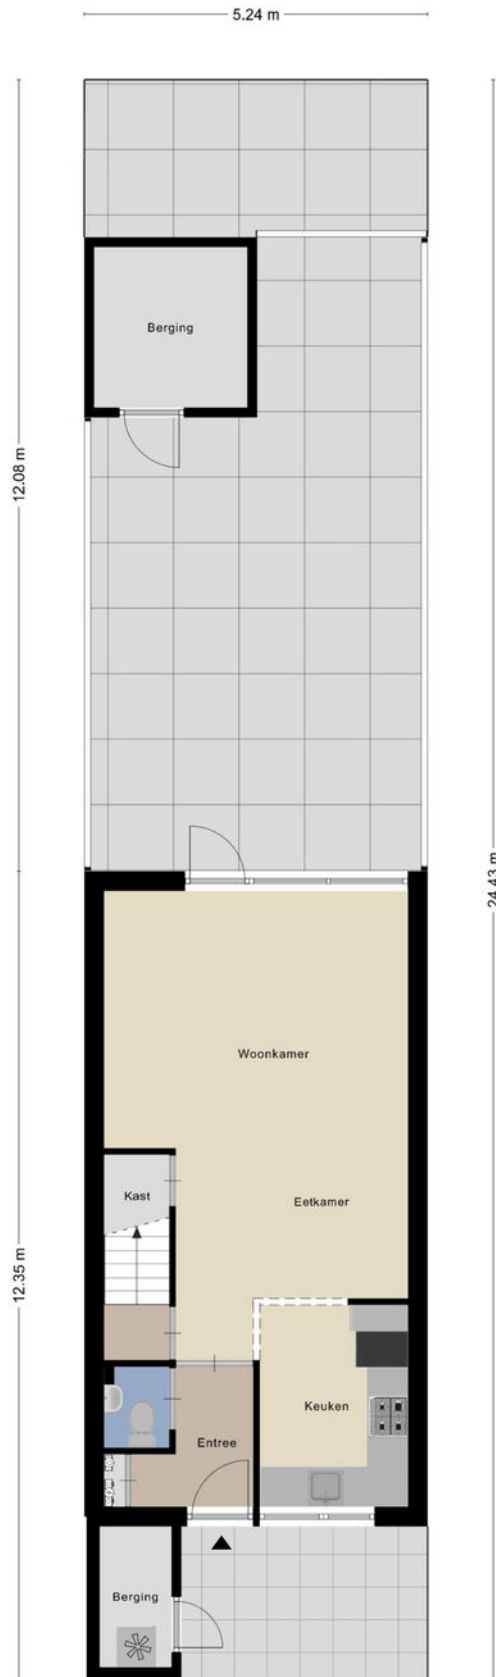 5.24 m
Berging
12.08 m
24.43 m
Woonkamer
Kast
Eetkamer
12.35 m
Keuken
Entree
Berging